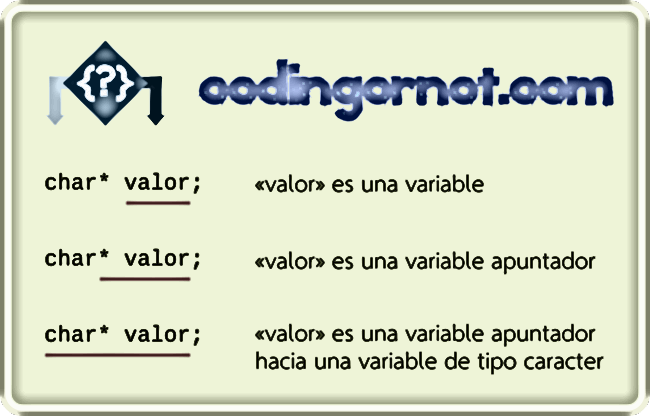 {?}
codingornot.com
char* valor; «valor» es una variable
char* valor; «valor» es una variable apuntador
char* valor; «valor» es una variable apuntador
hacia una variable de tipo caracter